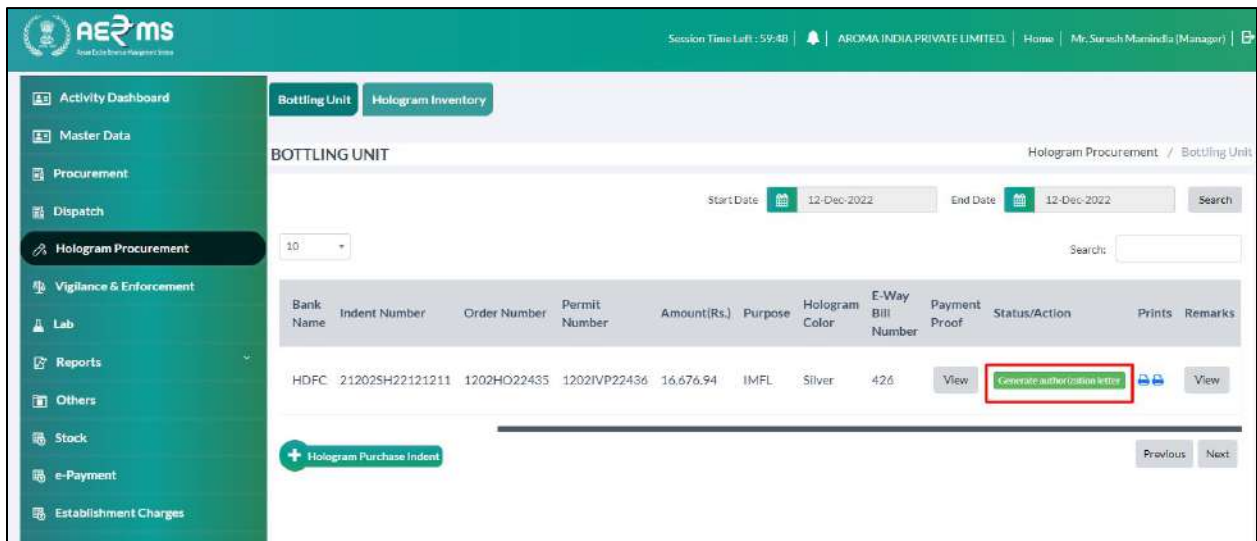 AERMS
Session Time Left : 59:48 | AROMA INDIA PRIVATE LIMITED. | Home | Mr. Suresh Mamindla (Manager) |
Activity Dashboard
Master Data
Procurement
Dispatch
Hologram Procurement
Vigilance & Enforcement
Lab
Reports
Others
Stock
e-Payment
Establishment Charges
Bottling Unit Hologram Inventory
BOTTLING UNIT
Hologram Procurement / Bottling Unit
Start Date 12-Dec-2022 End Date 12-Dec-2022 Search
10 Search:
Bank Name Indent Number Order Number Permit Number Amount(Rs.) Purpose Hologram Color E-Way Bill Number Payment Proof Status/Action Prints Remarks
HDFC 21202SH22121211 1202HO22435 1202IVP22436 16,676.94 IMFL Silver 426 View Generate authorization letter View
+ Hologram Purchase Indent Previous Next